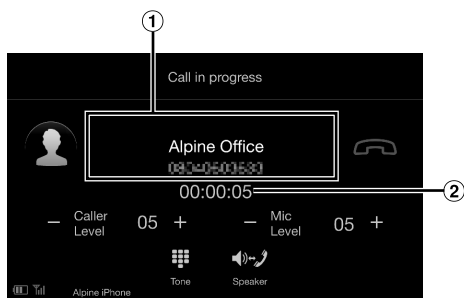 ①
Call in progress
Alpine Office
00:00:05
②
− Caller Level 05 + − Mic Level 05 +
Tone Speaker
Alpine iPhone